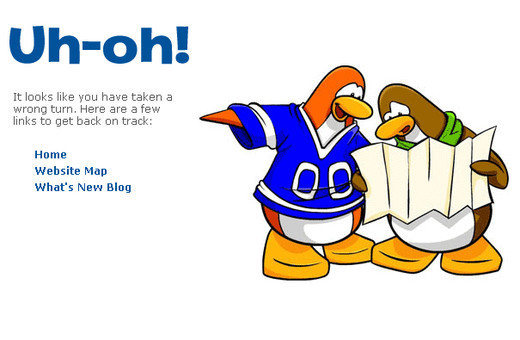 Uh-oh!
It looks like you have taken a
wrong turn. Here are a few
links to get back on track:
Home
Website Map
What's New Blog
00